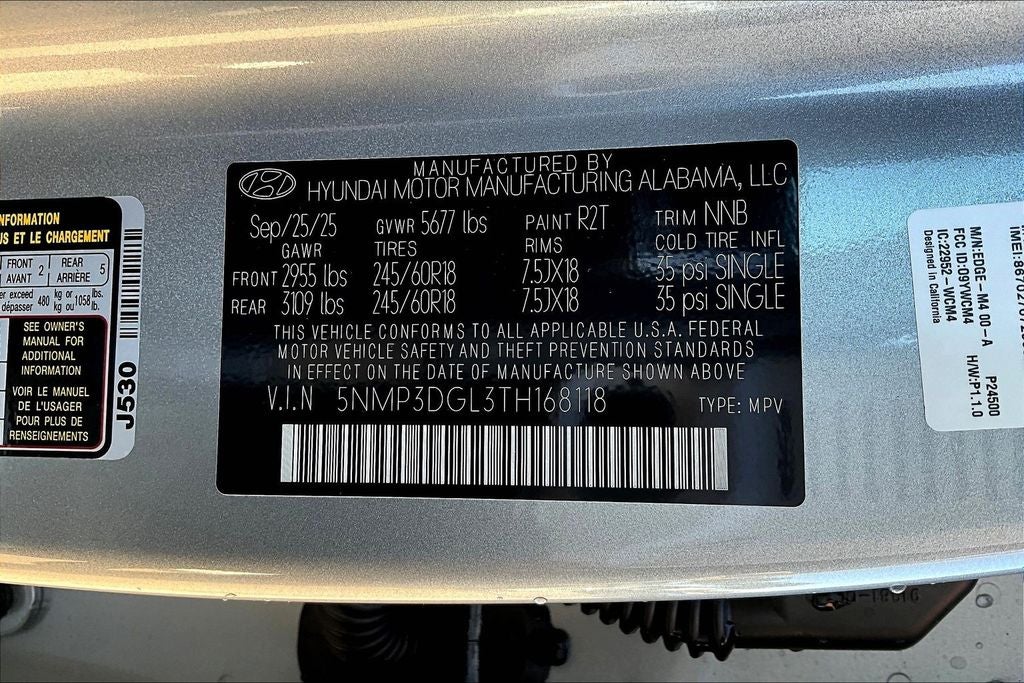 NFORMATION
US ET LE CHARGEMENT
FRONT
AVANT 2 REAR
ARRIÈRE 5
er exceed
dépasser 480 kg or
kg ou 1058 lbs.
lb.
SEE OWNER'S
MANUAL FOR
ADDITIONAL
INFORMATION
VOIR LE MANUEL
DE L'USAGER
POUR PLUS DE
RENSEIGNEMENTS
J530
MANUFACTURED BY
HYUNDAI MOTOR MANUFACTURING ALABAMA, LLC
Sep/25/25 GVWR 5677 lbs PAINT R2T TRIM NNB
GAWR TIRES RIMS COLD TIRE INFL
FRONT 2955 lbs 245/60R18 7.5JX18 35 psi SINGLE
REAR 3109 lbs 245/60R18 7.5JX18 35 psi SINGLE
THIS VEHICLE CONFORMS TO ALL APPLICABLE U.S.A. FEDERAL
MOTOR VEHICLE SAFETY AND THEFT PREVENTION STANDARDS
IN EFFECT ON THE DATE OF MANUFACTURE SHOWN ABOVE
V.I.N 5NMP3DGL3TH168118 TYPE: MPV
M/N:EDGE-M4 00-A P24500
FCC ID:O9YWCM4 H/W:P1.1.0
IC:22952-WCM4
Designed in California